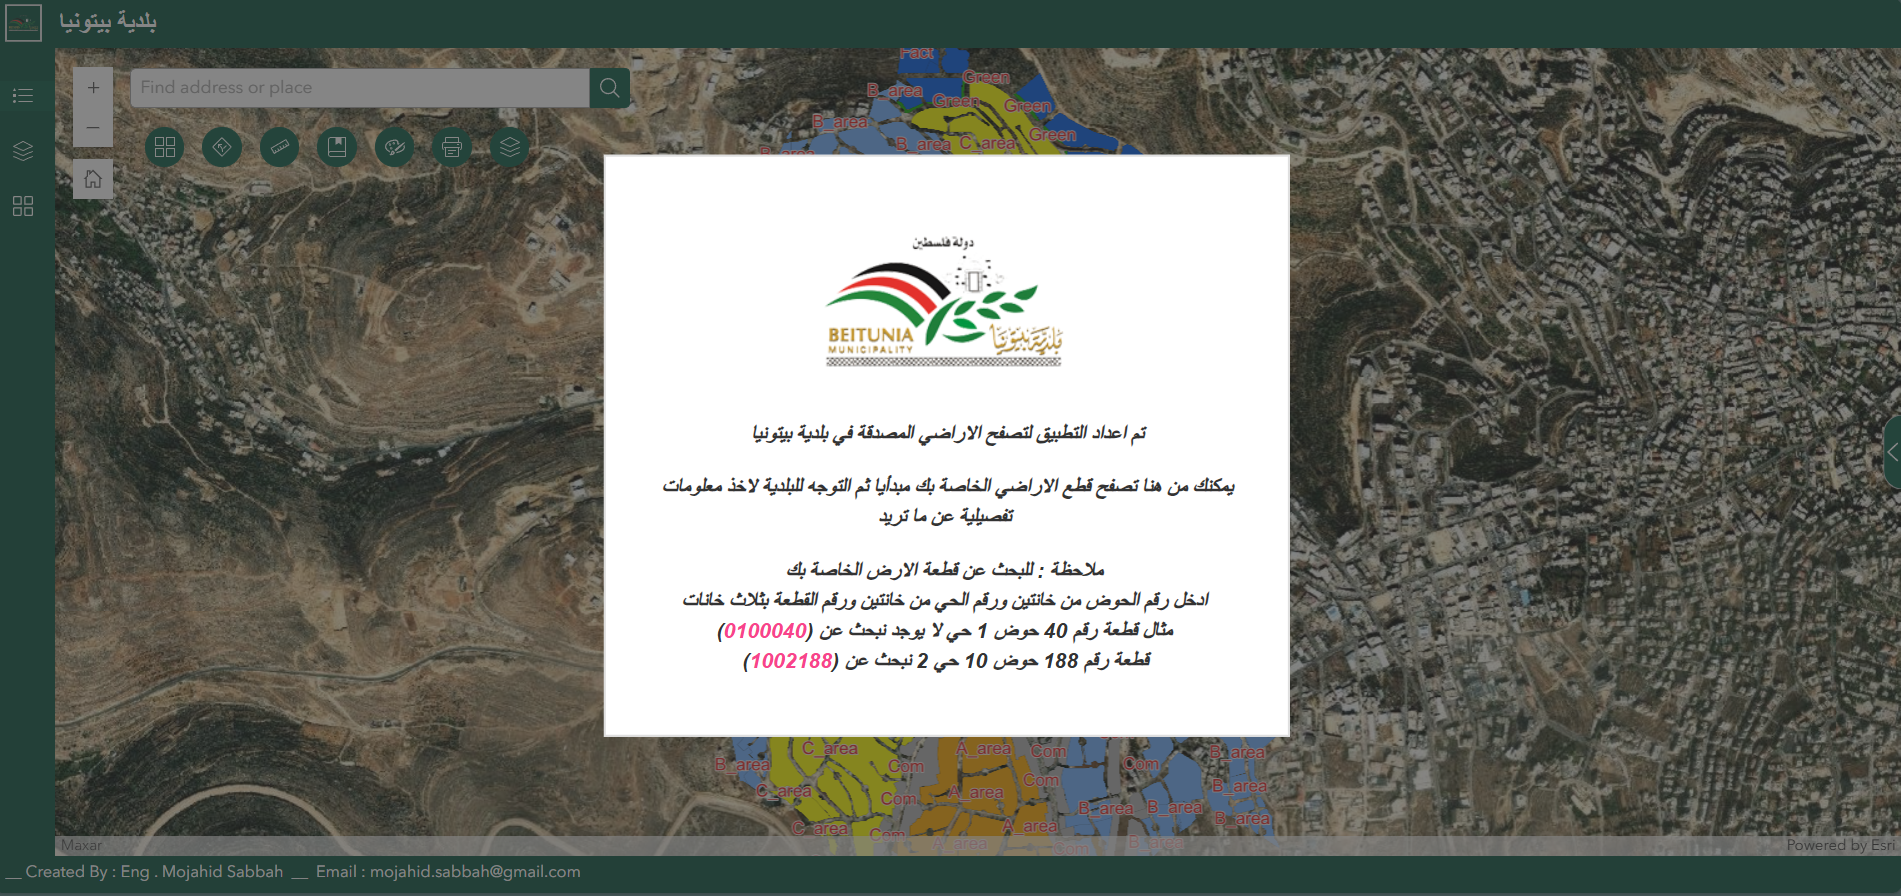 بلدية بيتونيا
Find address or place
Fact
Green
B_area
Green
Green
B_area
Green
B_area
C_area
B_area
دولة فلسطين
BEITUNIA
MUNICIPALITY
بلدية بيتونيا
تم اعداد التطبيق لتصفح الاراضي المصدقة في بلدية بيتونيا
يمكنك من هنا تصفح قطع الاراضي الخاصة بك مبدأيا ثم التوجه للبلدية لاخذ معلومات
تفصيلية عن ما تريد
ملاحظة : للبحث عن قطعة الارض الخاصة بك
ادخل رقم الحوض من خانتين ورقم الحي من خانتين ورقم القطعة بثلاث خانات
مثال قطعة رقم 40 حوض 1 حي لا يوجد نبحث عن (0100040)
قطعة رقم 188 حوض 10 حي 2 نبحث عن (1002188)
C_area
A_area
Com
B_area
B_area
Com
Com
C_area
Com
A_area
Com
B_area
B_area
B_area
C_area
Com
A_area
B_area
A_area
Com
B_area
Maxar
Powered by Esri
__ Created By : Eng . Mojahid Sabbah __ Email : mojahid.sabbah@gmail.com